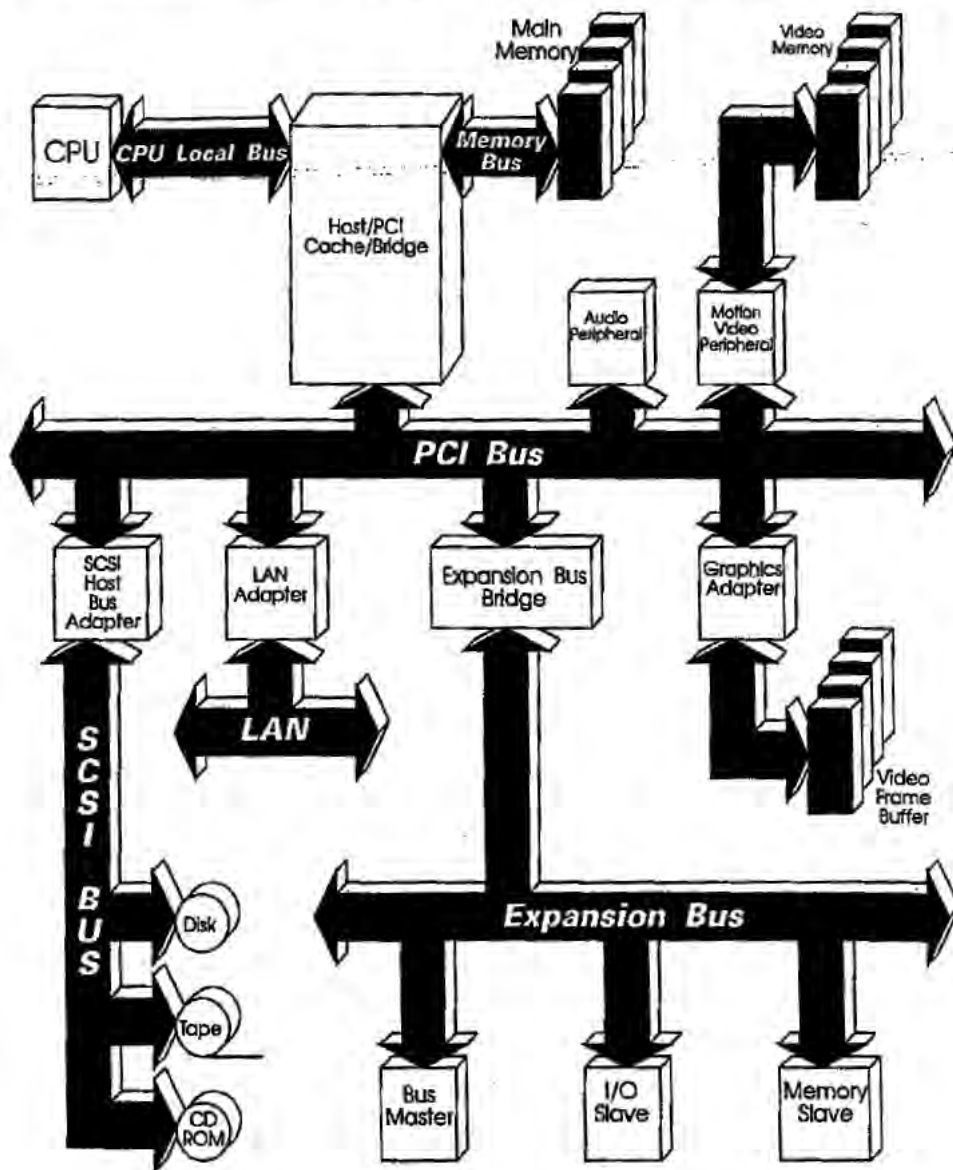 Main
Memory
Video
Memory
CPU
CPU Local Bus
Memory
Bus
Host/PCI
Cache/Bridge
Audio
Peripheral
Motion
Video
Peripheral
PCI Bus
SCSI
Host
Bus
Adapter
LAN
Adapter
Expansion Bus
Bridge
Graphics
Adapter
SCSI BUS
LAN
Video
Frame
Buffer
Disk
Expansion Bus
Tape
CD
ROM
Bus
Master
I/O
Slave
Memory
Slave